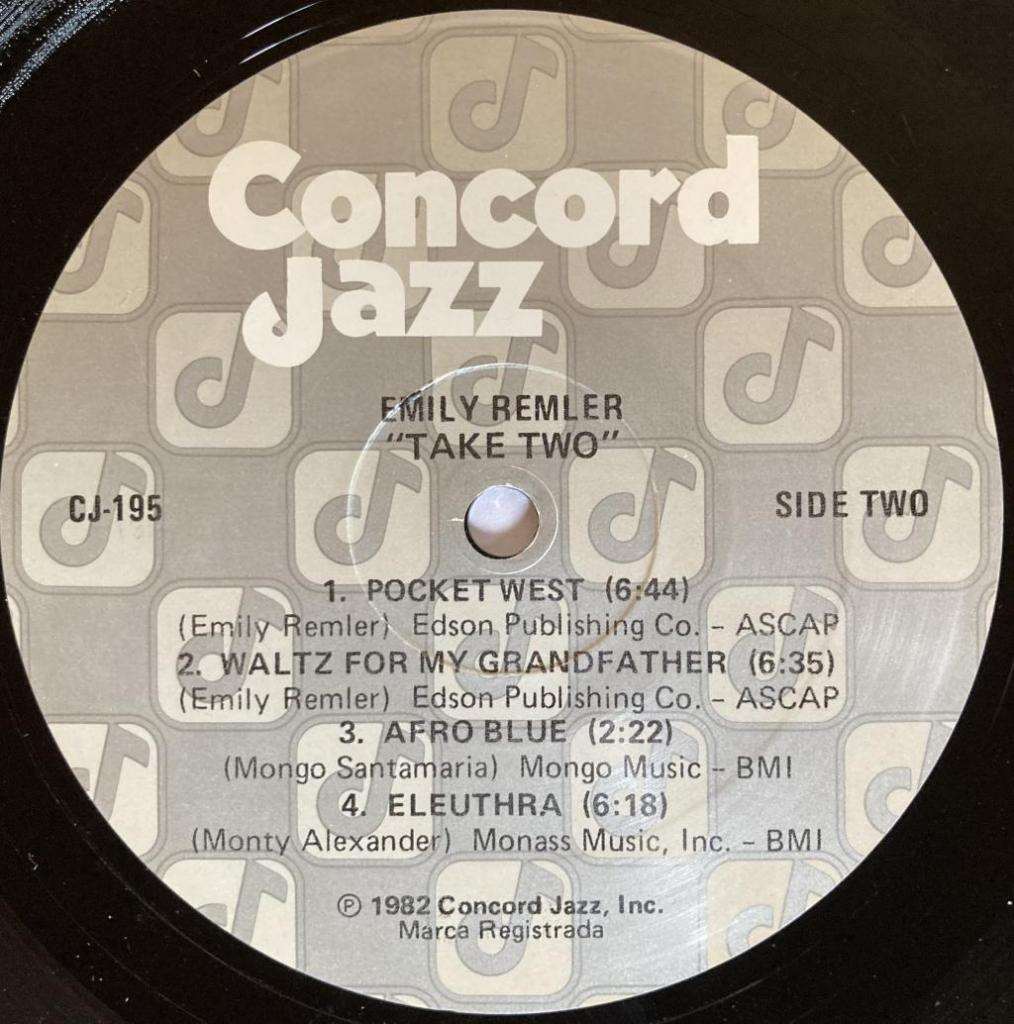 Concord
Jazz
EMILY REMLER
"TAKE TWO"
CJ-195
SIDE TWO
1. POCKET WEST (6:44)
(Emily Remler) Edson Publishing Co. – ASCAP
2. WALTZ FOR MY GRANDFATHER (6:35)
(Emily Remler) Edson Publishing Co. – ASCAP
3. AFRO BLUE (2:22)
(Mongo Santamaria) Mongo Music – BMI
4. ELEUTHRA (6:18)
(Monty Alexander) Monass Music, Inc. – BMI
℗ 1982 Concord Jazz, Inc.
Marca Registrada